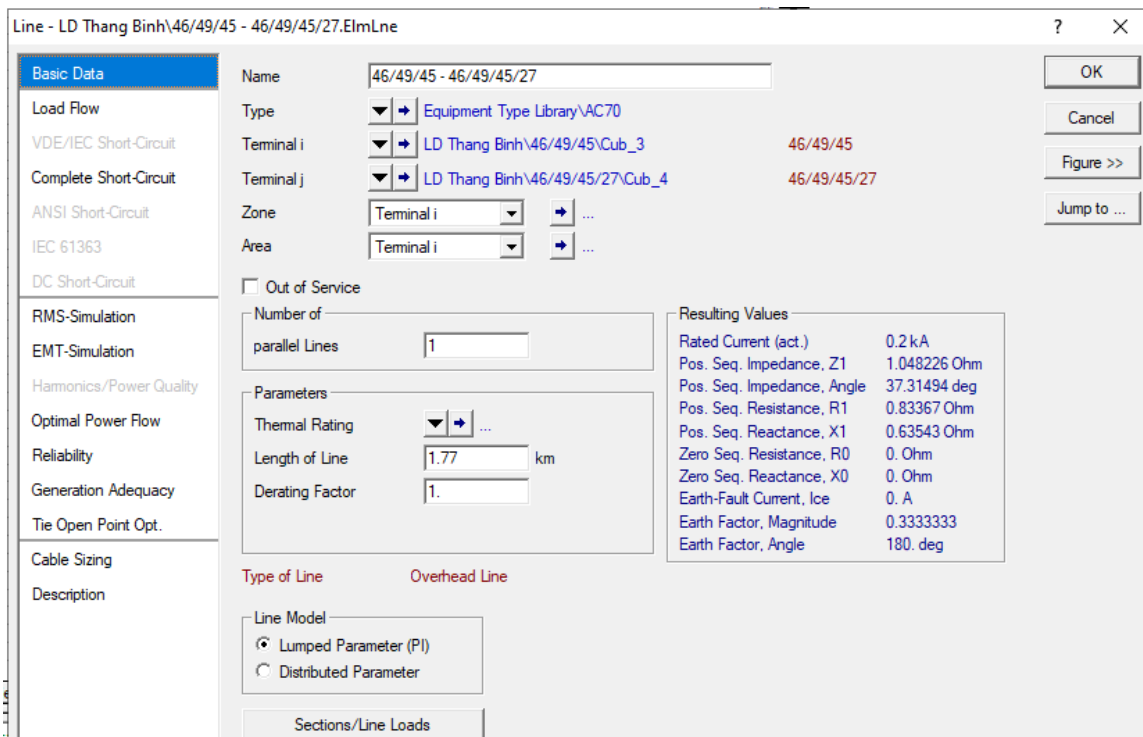 Line - LD Thang Binh\46/49/45 - 46/49/45/27.ElmLne ? ×
Basic Data
Load Flow
VDE/IEC Short-Circuit
Complete Short-Circuit
ANSI Short-Circuit
IEC 61363
DC Short-Circuit
RMS-Simulation
EMT-Simulation
Harmonics/Power Quality
Optimal Power Flow
Reliability
Generation Adequacy
Tie Open Point Opt.
Cable Sizing
Description
Name 46/49/45 - 46/49/45/27
Type Equipment Type Library\AC70
Terminal i LD Thang Binh\46/49/45\Cub_3 46/49/45
Terminal j LD Thang Binh\46/49/45/27\Cub_4 46/49/45/27
Zone Terminal i ...
Area Terminal i ...
Out of Service
Number of
parallel Lines 1
Parameters
Thermal Rating ...
Length of Line 1.77 km
Derating Factor 1.
Resulting Values
Rated Current (act.) 0.2 kA
Pos. Seq. Impedance, Z1 1.048226 Ohm
Pos. Seq. Impedance, Angle 37.31494 deg
Pos. Seq. Resistance, R1 0.83367 Ohm
Pos. Seq. Reactance, X1 0.63543 Ohm
Zero Seq. Resistance, R0 0. Ohm
Zero Seq. Reactance, X0 0. Ohm
Earth-Fault Current, Ice 0. A
Earth Factor, Magnitude 0.3333333
Earth Factor, Angle 180. deg
Type of Line Overhead Line
Line Model
Lumped Parameter (PI)
Distributed Parameter
Sections/Line Loads
OK
Cancel
Figure >>
Jump to ...